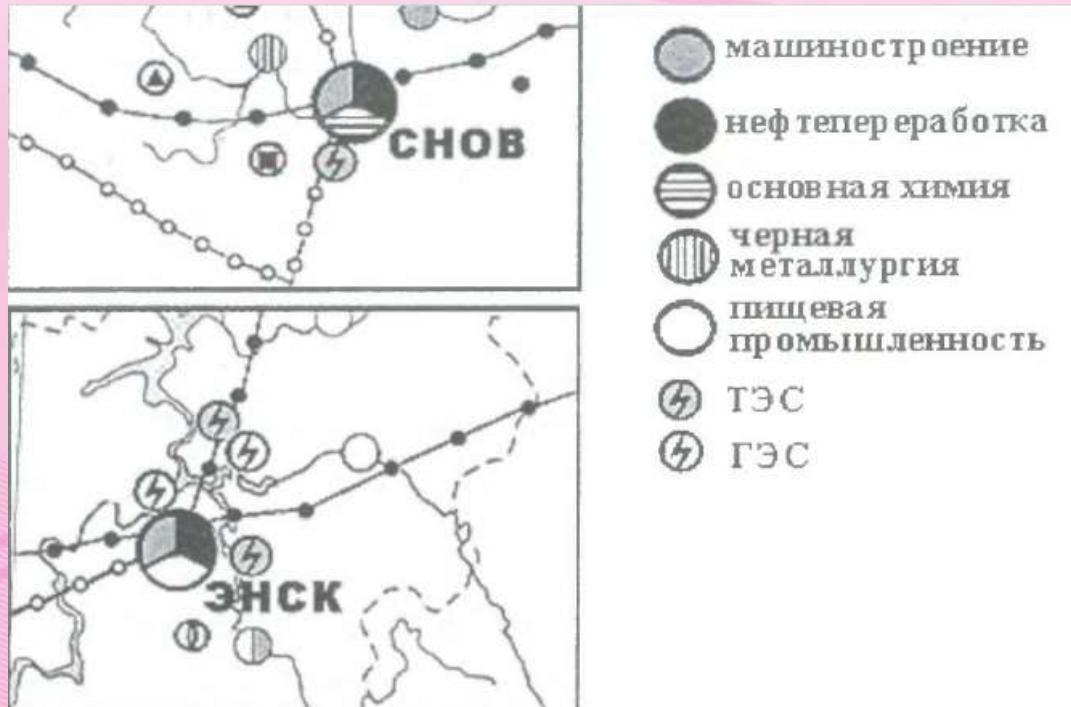 машиностроение
нефтепереработка
основная химия
черная
металлургия
пищевая
промышленность
ТЭС
ГЭС
СНОВ
ЭНСК